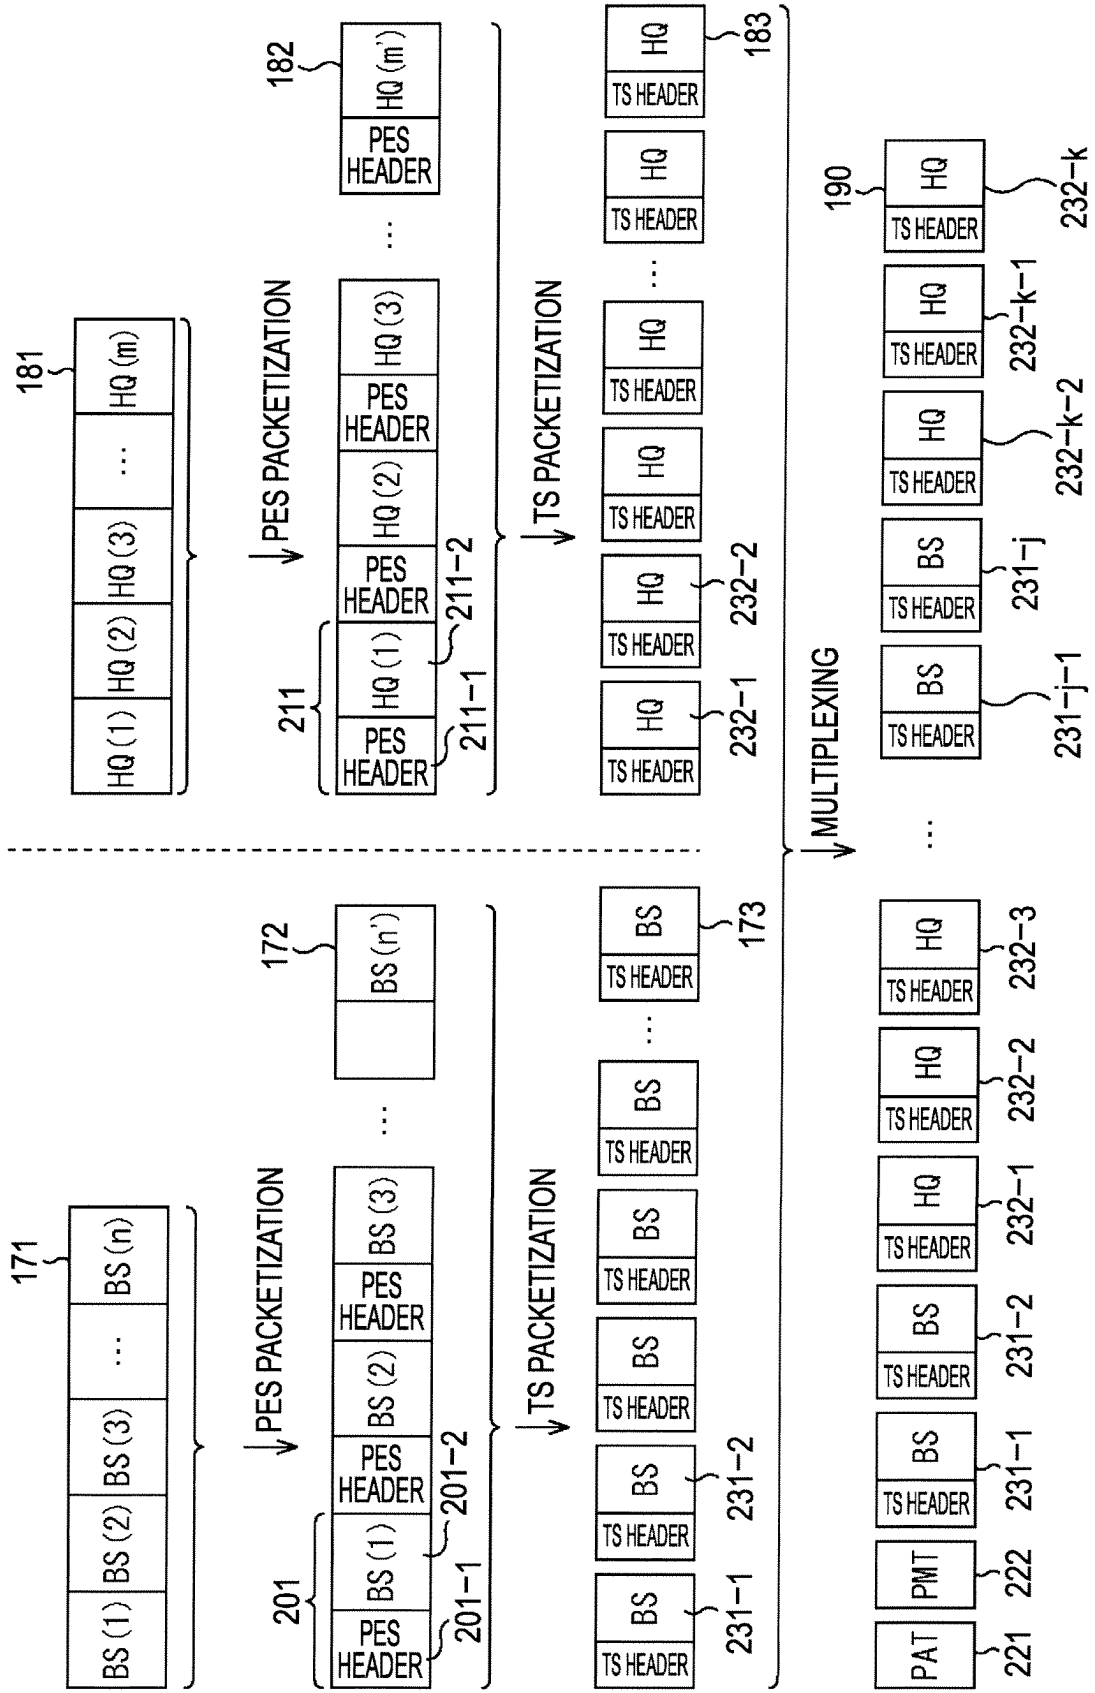 171
BS(1) BS(2) BS(3) ... BS(n)
181
HQ(1) HQ(2) HQ(3) ... HQ(m)
PES PACKETIZATION
PES PACKETIZATION
201
172
211
182
PES HEADER BS(1) PES HEADER BS(2) PES HEADER BS(3) ... BS(n')
PES HEADER HQ(1) PES HEADER HQ(2) PES HEADER HQ(3) ... PES HEADER HQ(m')
201-1 201-2
211-1 211-2
TS PACKETIZATION
TS PACKETIZATION
TS HEADER BS TS HEADER BS TS HEADER BS TS HEADER BS TS HEADER BS ... TS HEADER BS
TS HEADER HQ TS HEADER HQ TS HEADER HQ TS HEADER HQ ... TS HEADER HQ TS HEADER HQ
231-1 231-2 173
232-1 232-2 183
MULTIPLEXING
190
PAT PMT TS HEADER BS TS HEADER BS TS HEADER HQ TS HEADER HQ TS HEADER HQ ... TS HEADER BS TS HEADER BS TS HEADER HQ TS HEADER HQ TS HEADER HQ
221 222 231-1 231-2 232-1 232-2 232-3 231-j-1 231-j 232-k-2 232-k-1 232-k